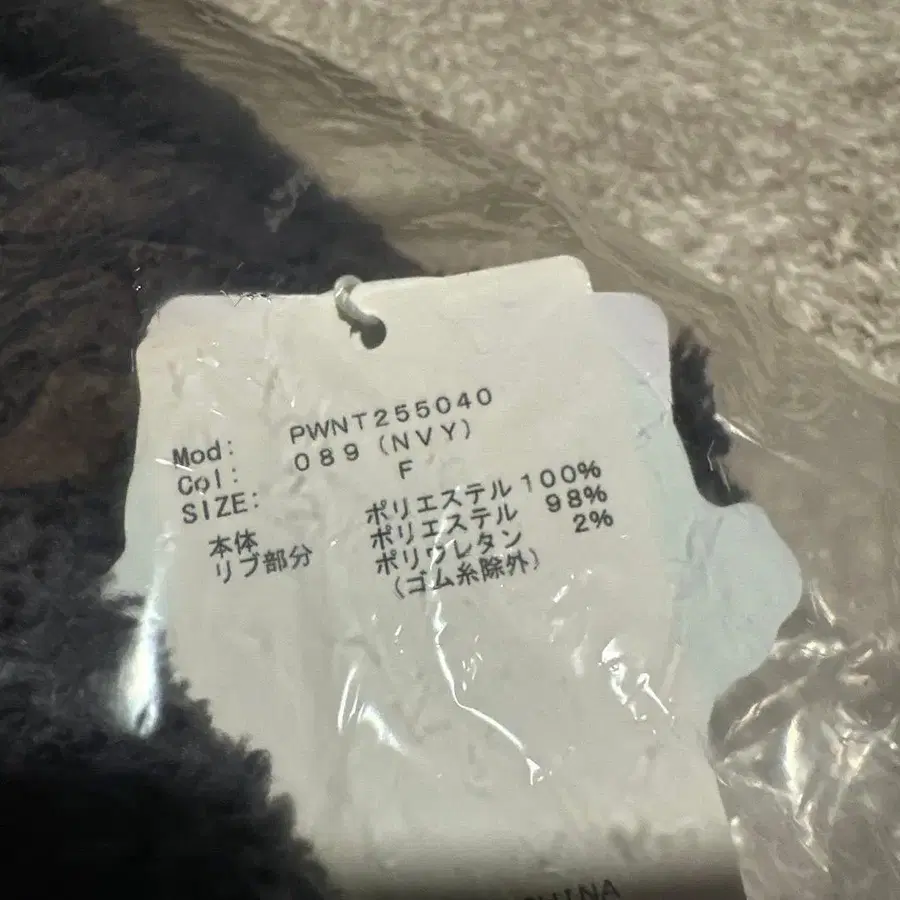 Mod: PWNT255040
Col: 089(NVY)
SIZE: F
本体 ポリエステル 100%
リブ部分 ポリエステル 98%
ポリウレタン 2%
(ゴム糸除外)
CHINA